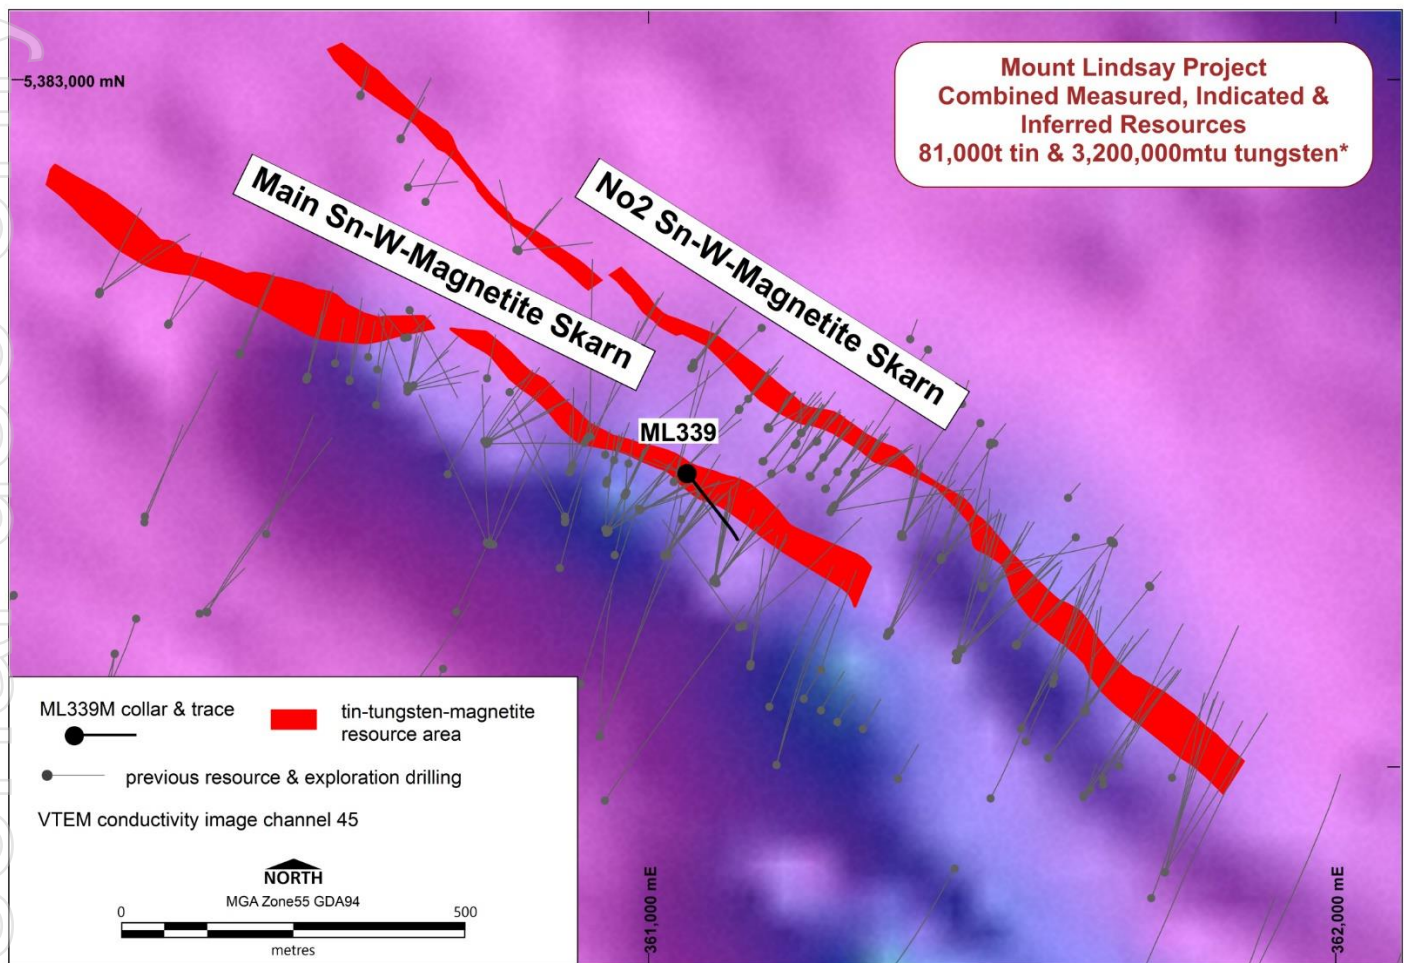 5,383,000 mN
Mount Lindsay Project
Combined Measured, Indicated &
Inferred Resources
81,000t tin & 3,200,000mtu tungsten*
Main Sn-W-Magnetite Skarn
No2 Sn-W-Magnetite Skarn
ML339
ML339M collar & trace
tin-tungsten-magnetite
resource area
previous resource & exploration drilling
VTEM conductivity image channel 45
NORTH
MGA Zone55 GDA94
0
500
metres
361,000 mE
362,000 mE